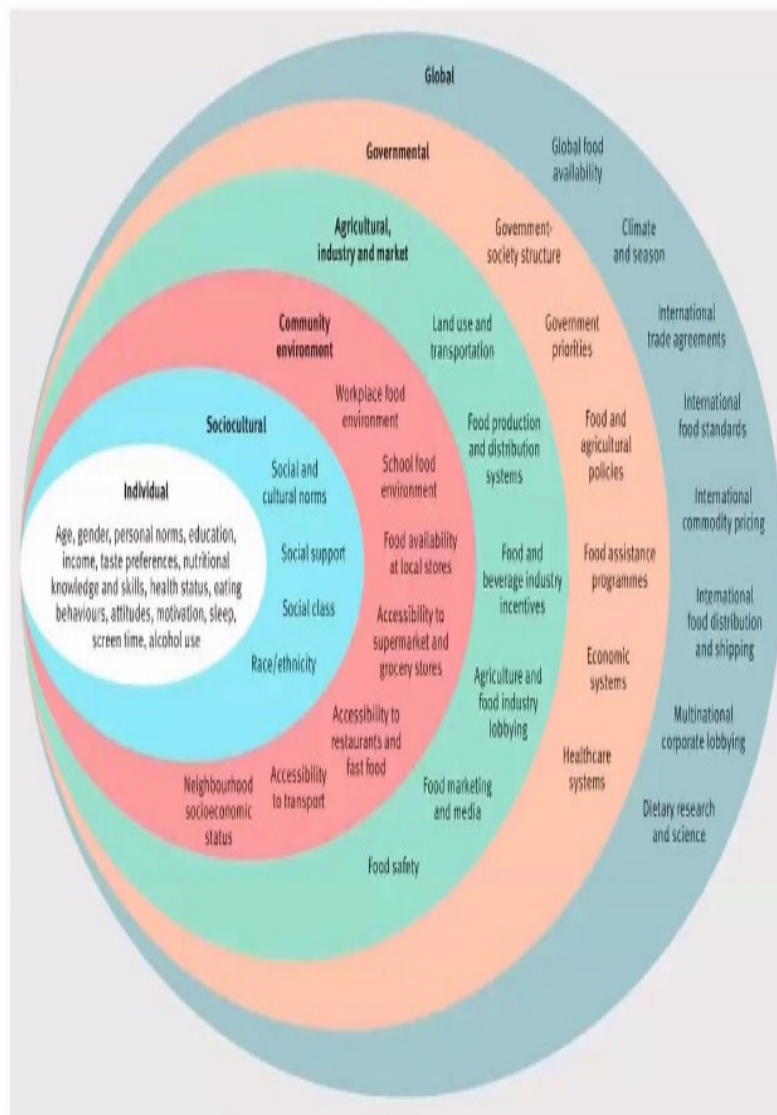 Global
Global food
availability
Climate
and season
International
trade agreements
International
food standards
International
commodity pricing
International
food distribution
and shipping
Multinational
corporate lobbying
Dietary research
and science
Governmental
Government-
society structure
Government
priorities
Food and
agricultural
policies
Food assistance
programmes
Economic
systems
Healthcare
systems
Agricultural,
industry and market
Land use and
transportation
Food production
and distribution
systems
Food and
beverage industry
incentives
Agriculture and
food industry
lobbying
Food marketing
and media
Food safety
Community
environment
Workplace food
environment
School food
environment
Food availability
at local stores
Accessibility to
supermarket and
grocery stores
Accessibility to
restaurants and
fast food
Accessibility
to transport
Neighbourhood
socioeconomic
status
Sociocultural
Social and
cultural norms
Social support
Social class
Race/ethnicity
Individual
Age, gender, personal norms, education,
income, taste preferences, nutritional
knowledge and skills, health status, eating
behaviours, attitudes, motivation, sleep,
screen time, alcohol use